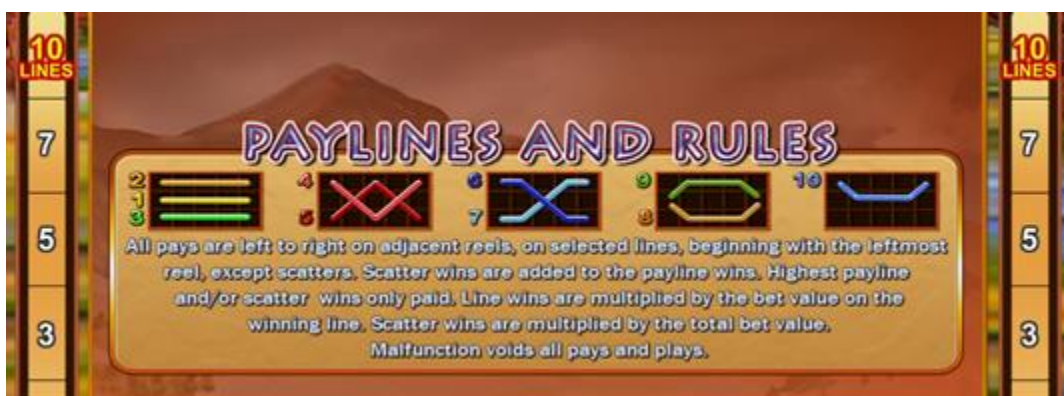 10
LINES
7
5
3
PAYLINES AND RULES
2
1
3
4
5
6
7
9
8
10
All pays are left to right on adjacent reels, on selected lines, beginning with the leftmost
reel, except scatters. Scatter wins are added to the payline wins. Highest payline
and/or scatter wins only paid. Line wins are multiplied by the bet value on the
winning line. Scatter wins are multiplied by the total bet value.
Malfunction voids all pays and plays.
10
LINES
7
5
3